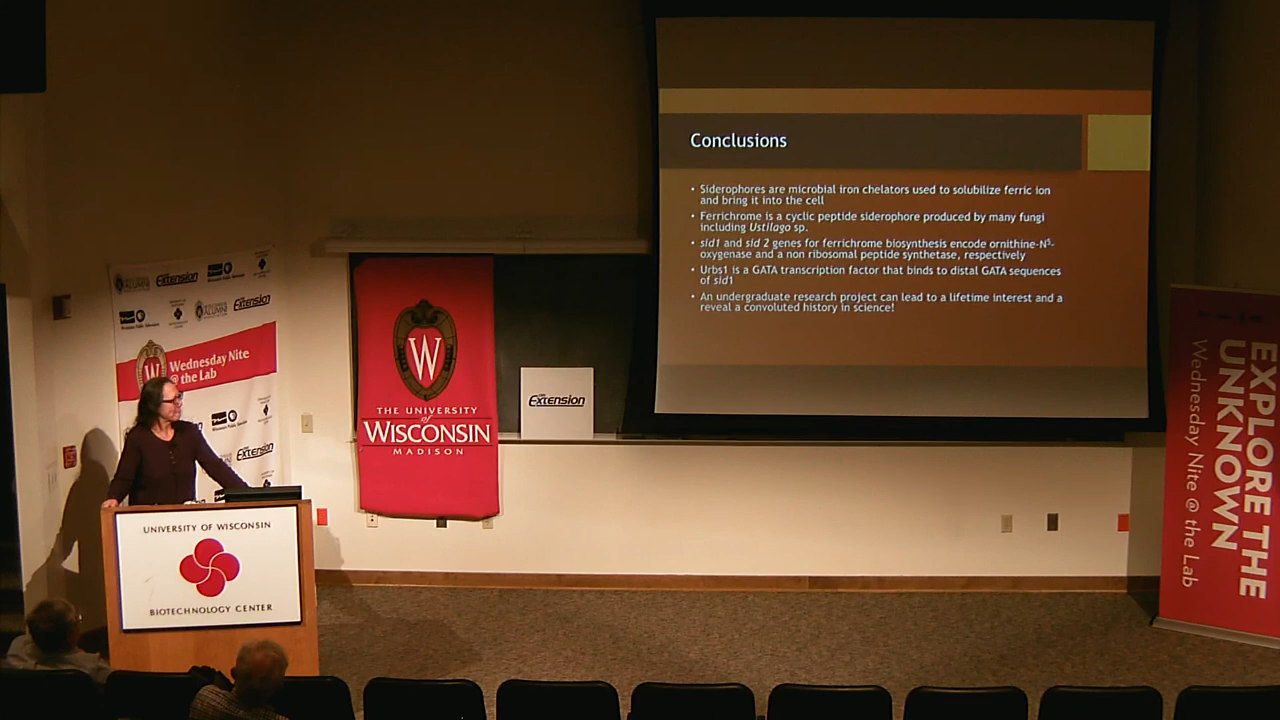 Conclusions
• Siderophores are microbial iron chelators used to solubilize ferric ion
and bring it into the cell
• Ferrichrome is a cyclic peptide siderophore produced by many fungi
including Ustilago sp.
• sid1 and sid 2 genes for ferrichrome biosynthesis encode ornithine-N5-
oxygenase and a non ribosomal peptide synthetase, respectively
• Urbs1 is a GATA transcription factor that binds to distal GATA sequences
of sid1
• An undergraduate research project can lead to a lifetime interest and a
reveal a convoluted history in science!
Extension
Extension
Wednesday Nite
@ the Lab
W
Extension
W
THE UNIVERSITY
of
WISCONSIN
MADISON
Extension
UNIVERSITY OF WISCONSIN
BIOTECHNOLOGY CENTER
EXPLORE THE
UNKNOWN
Wednesday Nite @ the Lab